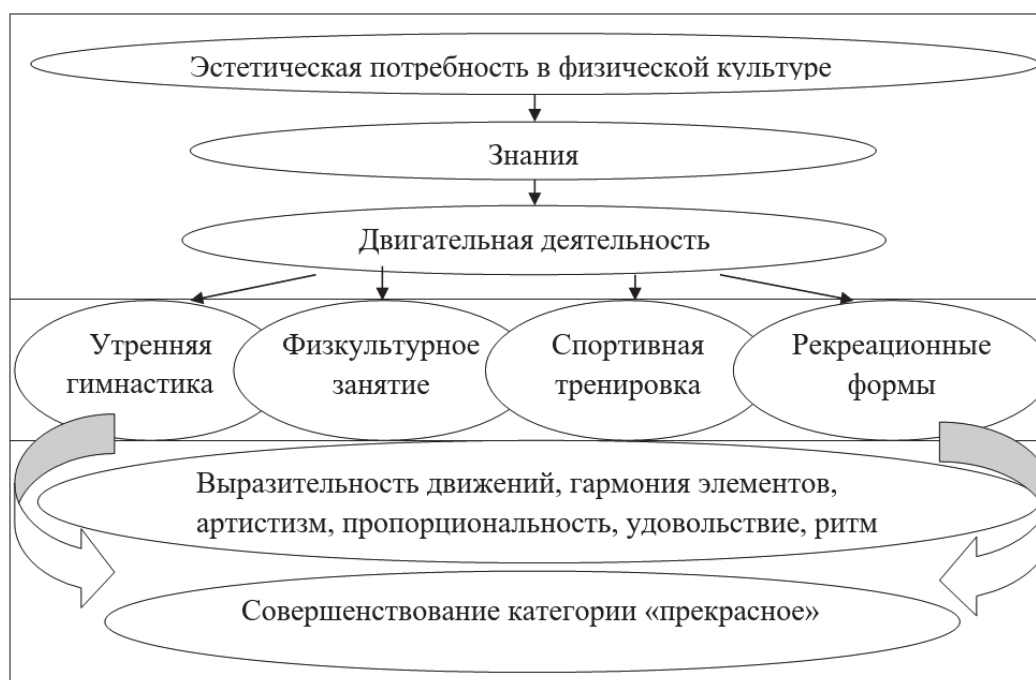 Эстетическая потребность в физической культуре
Знания
Двигательная деятельность
Утренняя
гимнастика
Физкультурное
занятие
Спортивная
тренировка
Рекреационные
формы
Выразительность движений, гармония элементов,
артистизм, пропорциональность, удовольствие, ритм
Совершенствование категории «прекрасное»